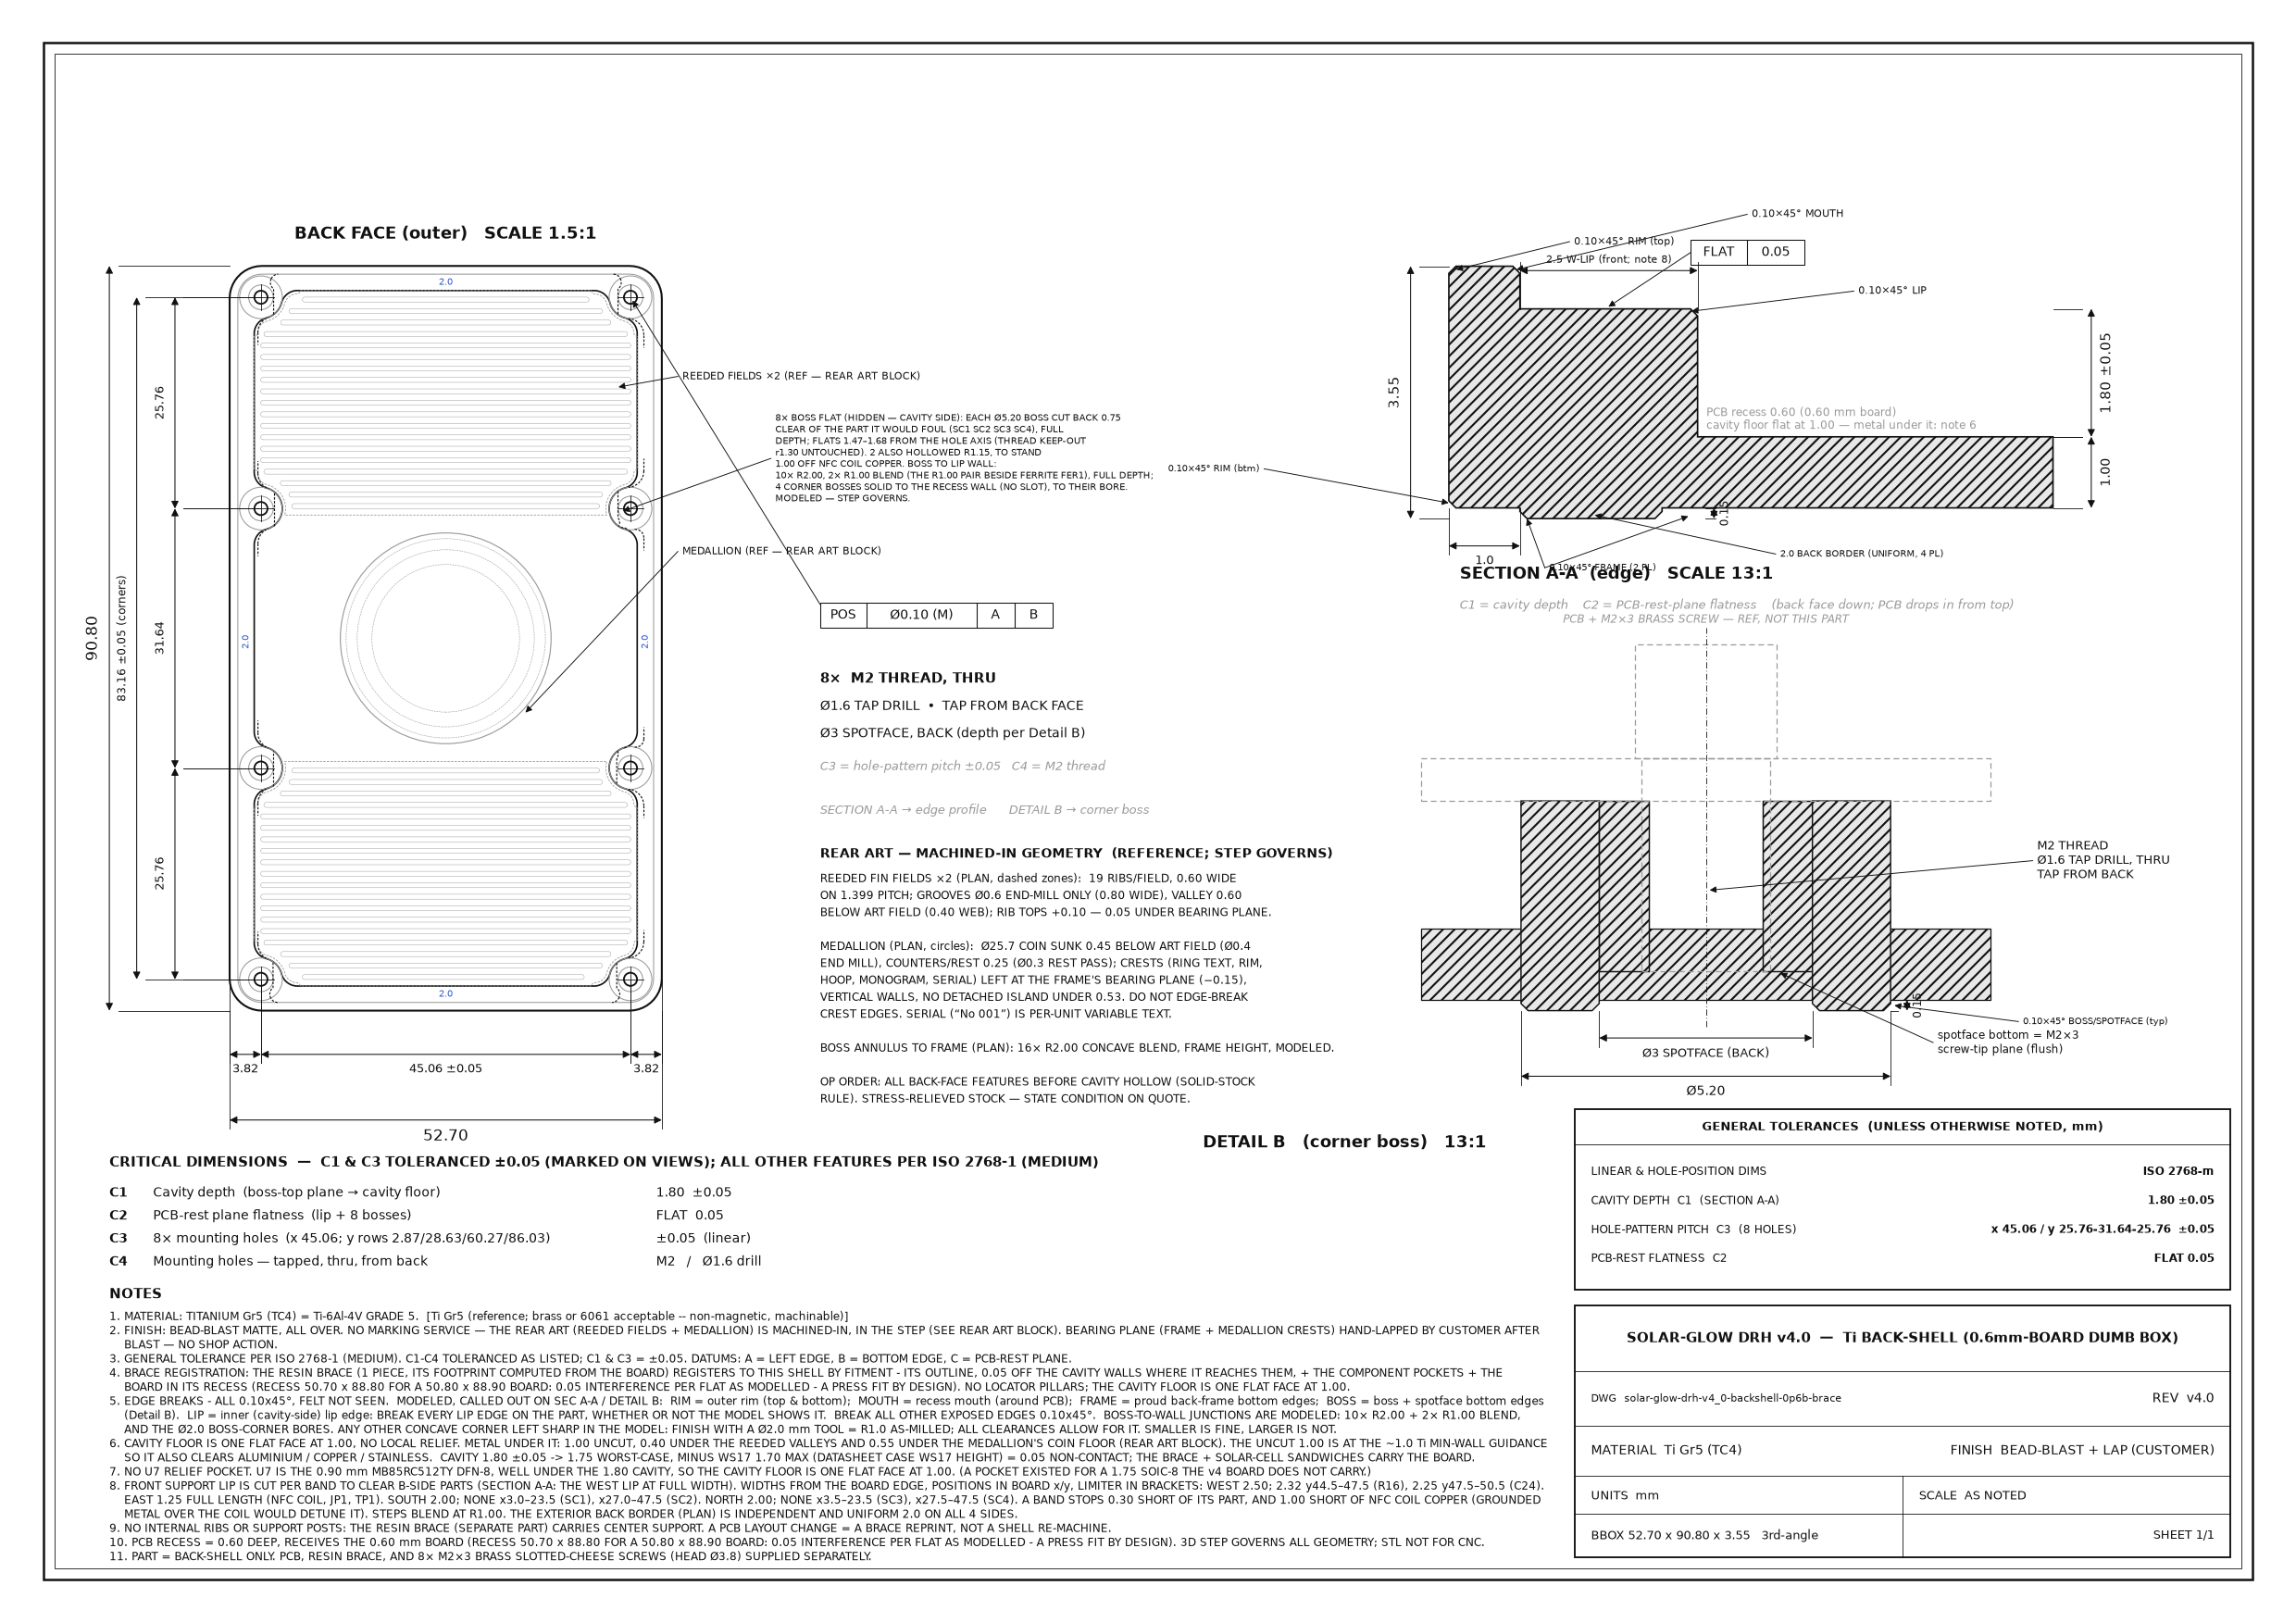 BACK FACE (outer)   SCALE 1.5:1
2.0
90.80
83.16 ±0.05 (corners)
25.76
31.64
25.76
2.0
2.0
2.0
3.82
45.06 ±0.05
3.82
52.70
REEDED FIELDS ×2 (REF — REAR ART BLOCK)
8× BOSS FLAT (HIDDEN — CAVITY SIDE): EACH Ø5.20 BOSS CUT BACK 0.75
CLEAR OF THE PART IT WOULD FOUL (SC1 SC2 SC3 SC4), FULL
DEPTH; FLATS 1.47–1.68 FROM THE HOLE AXIS (THREAD KEEP-OUT
r1.30 UNTOUCHED). 2 ALSO HOLLOWED R1.15, TO STAND
1.00 OFF NFC COIL COPPER. BOSS TO LIP WALL:
10× R2.00, 2× R1.00 BLEND (THE R1.00 PAIR BESIDE FERRITE FER1), FULL DEPTH;
4 CORNER BOSSES SOLID TO THE RECESS WALL (NO SLOT), TO THEIR BORE.
MODELED — STEP GOVERNS.
MEDALLION (REF — REAR ART BLOCK)
POS Ø0.10 (M) A B
8×  M2 THREAD, THRU
Ø1.6 TAP DRILL  •  TAP FROM BACK FACE
Ø3 SPOTFACE, BACK (depth per Detail B)
C3 = hole-pattern pitch ±0.05   C4 = M2 thread
SECTION A-A → edge profile      DETAIL B → corner boss
REAR ART — MACHINED-IN GEOMETRY  (REFERENCE; STEP GOVERNS)
REEDED FIN FIELDS ×2 (PLAN, dashed zones):  19 RIBS/FIELD, 0.60 WIDE
ON 1.399 PITCH; GROOVES Ø0.6 END-MILL ONLY (0.80 WIDE), VALLEY 0.60
BELOW ART FIELD (0.40 WEB); RIB TOPS +0.10 — 0.05 UNDER BEARING PLANE.
MEDALLION (PLAN, circles):  Ø25.7 COIN SUNK 0.45 BELOW ART FIELD (Ø0.4
END MILL), COUNTERS/REST 0.25 (Ø0.3 REST PASS); CRESTS (RING TEXT, RIM,
HOOP, MONOGRAM, SERIAL) LEFT AT THE FRAME'S BEARING PLANE (−0.15),
VERTICAL WALLS, NO DETACHED ISLAND UNDER 0.53. DO NOT EDGE-BREAK
CREST EDGES. SERIAL (“No 001”) IS PER-UNIT VARIABLE TEXT.
BOSS ANNULUS TO FRAME (PLAN): 16× R2.00 CONCAVE BLEND, FRAME HEIGHT, MODELED.
OP ORDER: ALL BACK-FACE FEATURES BEFORE CAVITY HOLLOW (SOLID-STOCK
RULE). STRESS-RELIEVED STOCK — STATE CONDITION ON QUOTE.
0.10×45° MOUTH
0.10×45° RIM (top)
FLAT 0.05
2.5 W-LIP (front; note 8)
0.10×45° LIP
3.55
1.80 ±0.05
PCB recess 0.60 (0.60 mm board)
cavity floor flat at 1.00 — metal under it: note 6
0.10×45° RIM (btm)
1.00
0.15
1.0
2.0 BACK BORDER (UNIFORM, 4 PL)
0.10×45° FRAME (2 PL)
SECTION A-A  (edge)   SCALE 13:1
C1 = cavity depth    C2 = PCB-rest-plane flatness    (back face down; PCB drops in from top)
PCB + M2×3 BRASS SCREW — REF, NOT THIS PART
M2 THREAD
Ø1.6 TAP DRILL, THRU
TAP FROM BACK
0.15
0.10×45° BOSS/SPOTFACE (typ)
spotface bottom = M2×3
screw-tip plane (flush)
Ø3 SPOTFACE (BACK)
Ø5.20
DETAIL B   (corner boss)   13:1
CRITICAL DIMENSIONS  —  C1 & C3 TOLERANCED ±0.05 (MARKED ON VIEWS); ALL OTHER FEATURES PER ISO 2768-1 (MEDIUM)
C1 Cavity depth  (boss-top plane → cavity floor) 1.80  ±0.05
C2 PCB-rest plane flatness  (lip + 8 bosses) FLAT  0.05
C3 8× mounting holes  (x 45.06; y rows 2.87/28.63/60.27/86.03) ±0.05  (linear)
C4 Mounting holes — tapped, thru, from back M2   /   Ø1.6 drill
NOTES
1. MATERIAL: TITANIUM Gr5 (TC4) = Ti-6Al-4V GRADE 5.  [Ti Gr5 (reference; brass or 6061 acceptable -- non-magnetic, machinable)]
2. FINISH: BEAD-BLAST MATTE, ALL OVER. NO MARKING SERVICE — THE REAR ART (REEDED FIELDS + MEDALLION) IS MACHINED-IN, IN THE STEP (SEE REAR ART BLOCK). BEARING PLANE (FRAME + MEDALLION CRESTS) HAND-LAPPED BY CUSTOMER AFTER
BLAST — NO SHOP ACTION.
3. GENERAL TOLERANCE PER ISO 2768-1 (MEDIUM). C1-C4 TOLERANCED AS LISTED; C1 & C3 = ±0.05. DATUMS: A = LEFT EDGE, B = BOTTOM EDGE, C = PCB-REST PLANE.
4. BRACE REGISTRATION: THE RESIN BRACE (1 PIECE, ITS FOOTPRINT COMPUTED FROM THE BOARD) REGISTERS TO THIS SHELL BY FITMENT - ITS OUTLINE, 0.05 OFF THE CAVITY WALLS WHERE IT REACHES THEM, + THE COMPONENT POCKETS + THE
BOARD IN ITS RECESS (RECESS 50.70 x 88.80 FOR A 50.80 x 88.90 BOARD: 0.05 INTERFERENCE PER FLAT AS MODELLED - A PRESS FIT BY DESIGN). NO LOCATOR PILLARS; THE CAVITY FLOOR IS ONE FLAT FACE AT 1.00.
5. EDGE BREAKS - ALL 0.10x45°, FELT NOT SEEN.  MODELED, CALLED OUT ON SEC A-A / DETAIL B:  RIM = outer rim (top & bottom);  MOUTH = recess mouth (around PCB);  FRAME = proud back-frame bottom edges;  BOSS = boss + spotface bottom edges
(Detail B).  LIP = inner (cavity-side) lip edge: BREAK EVERY LIP EDGE ON THE PART, WHETHER OR NOT THE MODEL SHOWS IT.  BREAK ALL OTHER EXPOSED EDGES 0.10x45°.  BOSS-TO-WALL JUNCTIONS ARE MODELED: 10× R2.00 + 2× R1.00 BLEND,
AND THE Ø2.0 BOSS-CORNER BORES. ANY OTHER CONCAVE CORNER LEFT SHARP IN THE MODEL: FINISH WITH A Ø2.0 mm TOOL = R1.0 AS-MILLED; ALL CLEARANCES ALLOW FOR IT. SMALLER IS FINE, LARGER IS NOT.
6. CAVITY FLOOR IS ONE FLAT FACE AT 1.00, NO LOCAL RELIEF. METAL UNDER IT: 1.00 UNCUT, 0.40 UNDER THE REEDED VALLEYS AND 0.55 UNDER THE MEDALLION'S COIN FLOOR (REAR ART BLOCK). THE UNCUT 1.00 IS AT THE ~1.0 Ti MIN-WALL GUIDANCE
SO IT ALSO CLEARS ALUMINIUM / COPPER / STAINLESS.  CAVITY 1.80 ±0.05 -> 1.75 WORST-CASE, MINUS WS17 1.70 MAX (DATASHEET CASE WS17 HEIGHT) = 0.05 NON-CONTACT; THE BRACE + SOLAR-CELL SANDWICHES CARRY THE BOARD.
7. NO U7 RELIEF POCKET. U7 IS THE 0.90 mm MB85RC512TY DFN-8, WELL UNDER THE 1.80 CAVITY, SO THE CAVITY FLOOR IS ONE FLAT FACE AT 1.00. (A POCKET EXISTED FOR A 1.75 SOIC-8 THE v4 BOARD DOES NOT CARRY.)
8. FRONT SUPPORT LIP IS CUT PER BAND TO CLEAR B-SIDE PARTS (SECTION A-A: THE WEST LIP AT FULL WIDTH). WIDTHS FROM THE BOARD EDGE, POSITIONS IN BOARD x/y, LIMITER IN BRACKETS: WEST 2.50; 2.32 y44.5–47.5 (R16), 2.25 y47.5–50.5 (C24).
EAST 1.25 FULL LENGTH (NFC COIL, JP1, TP1). SOUTH 2.00; NONE x3.0–23.5 (SC1), x27.0–47.5 (SC2). NORTH 2.00; NONE x3.5–23.5 (SC3), x27.5–47.5 (SC4). A BAND STOPS 0.30 SHORT OF ITS PART, AND 1.00 SHORT OF NFC COIL COPPER (GROUNDED
METAL OVER THE COIL WOULD DETUNE IT). STEPS BLEND AT R1.00. THE EXTERIOR BACK BORDER (PLAN) IS INDEPENDENT AND UNIFORM 2.0 ON ALL 4 SIDES.
9. NO INTERNAL RIBS OR SUPPORT POSTS: THE RESIN BRACE (SEPARATE PART) CARRIES CENTER SUPPORT. A PCB LAYOUT CHANGE = A BRACE REPRINT, NOT A SHELL RE-MACHINE.
10. PCB RECESS = 0.60 DEEP, RECEIVES THE 0.60 mm BOARD (RECESS 50.70 x 88.80 FOR A 50.80 x 88.90 BOARD: 0.05 INTERFERENCE PER FLAT AS MODELLED - A PRESS FIT BY DESIGN). 3D STEP GOVERNS ALL GEOMETRY; STL NOT FOR CNC.
11. PART = BACK-SHELL ONLY. PCB, RESIN BRACE, AND 8× M2×3 BRASS SLOTTED-CHEESE SCREWS (HEAD Ø3.8) SUPPLIED SEPARATELY.
GENERAL TOLERANCES  (UNLESS OTHERWISE NOTED, mm)
LINEAR & HOLE-POSITION DIMS ISO 2768-m
CAVITY DEPTH  C1  (SECTION A-A) 1.80 ±0.05
HOLE-PATTERN PITCH  C3  (8 HOLES) x 45.06 / y 25.76-31.64-25.76  ±0.05
PCB-REST FLATNESS  C2 FLAT 0.05
SOLAR-GLOW DRH v4.0  —  Ti BACK-SHELL (0.6mm-BOARD DUMB BOX)
DWG  solar-glow-drh-v4_0-backshell-0p6b-brace REV  v4.0
MATERIAL  Ti Gr5 (TC4) FINISH  BEAD-BLAST + LAP (CUSTOMER)
UNITS  mm SCALE  AS NOTED
BBOX 52.70 x 90.80 x 3.55   3rd-angle SHEET 1/1